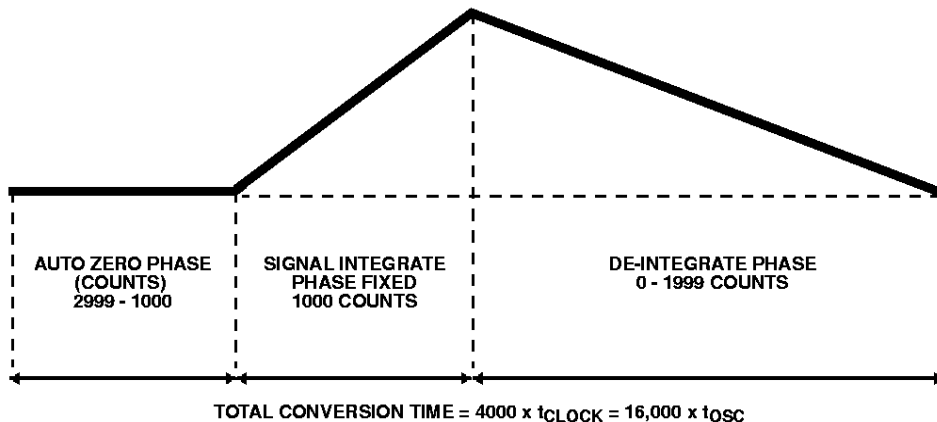 AUTO ZERO PHASE
(COUNTS)
2999 - 1000
SIGNAL INTEGRATE
PHASE FIXED
1000 COUNTS
DE-INTEGRATE PHASE
0 - 1999 COUNTS
TOTAL CONVERSION TIME = 4000 x tCLOCK = 16,000 x tOSC